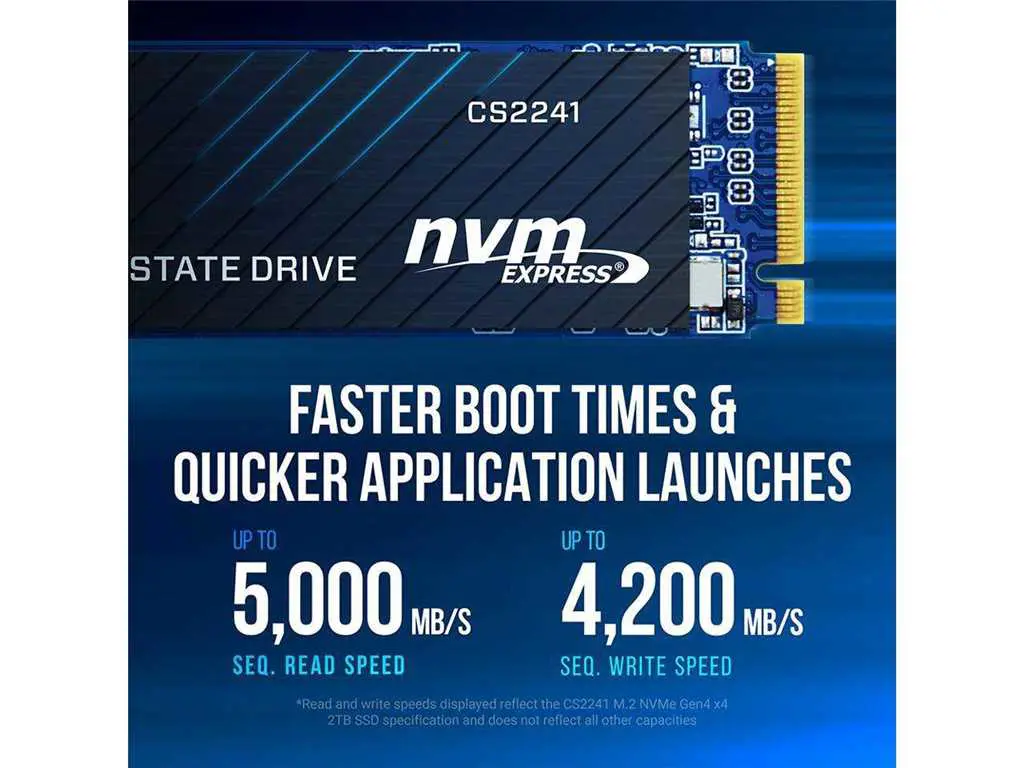 CS2241
nvm
EXPRESS®
STATE DRIVE
FASTER BOOT TIMES &
QUICKER APPLICATION LAUNCHES
UP TO
5,000 MB/S
SEQ. READ SPEED
UP TO
4,200 MB/S
SEQ. WRITE SPEED
*Read and write speeds displayed reflect the CS2241 M.2 NVMe Gen4 x4
2TB SSD specification and does not reflect all other capacities